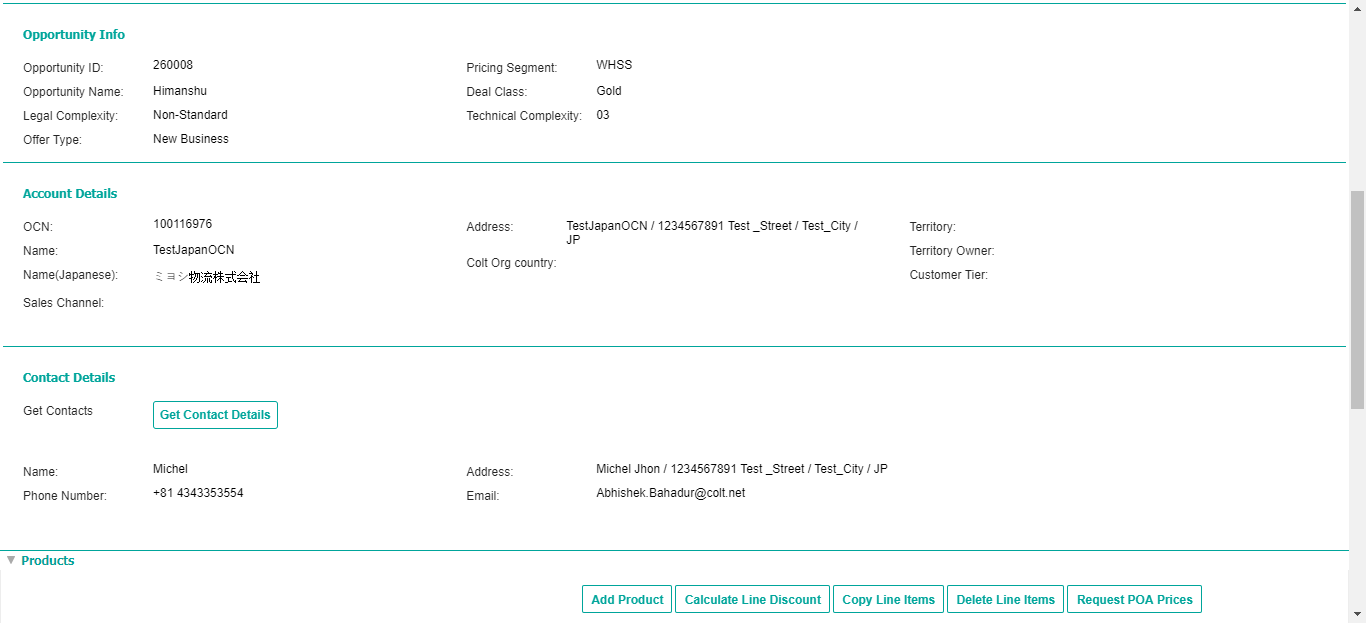 Opportunity Info
Opportunity ID: 260008 Pricing Segment: WHSS
Opportunity Name: Himanshu Deal Class: Gold
Legal Complexity: Non-Standard Technical Complexity: 03
Offer Type: New Business
Account Details
OCN: 100116976 Address: TestJapanOCN / 1234567891 Test _Street / Test_City / Territory:
JP
Name: TestJapanOCN Territory Owner:
Colt Org country:
Name(Japanese): ミヨシ物流株式会社 Customer Tier:
Sales Channel:
Contact Details
Get Contacts Get Contact Details
Name: Michel Address: Michel Jhon / 1234567891 Test _Street / Test_City / JP
Phone Number: +81 4343353554 Email: Abhishek.Bahadur@colt.net
Products
Add Product Calculate Line Discount Copy Line Items Delete Line Items Request POA Prices